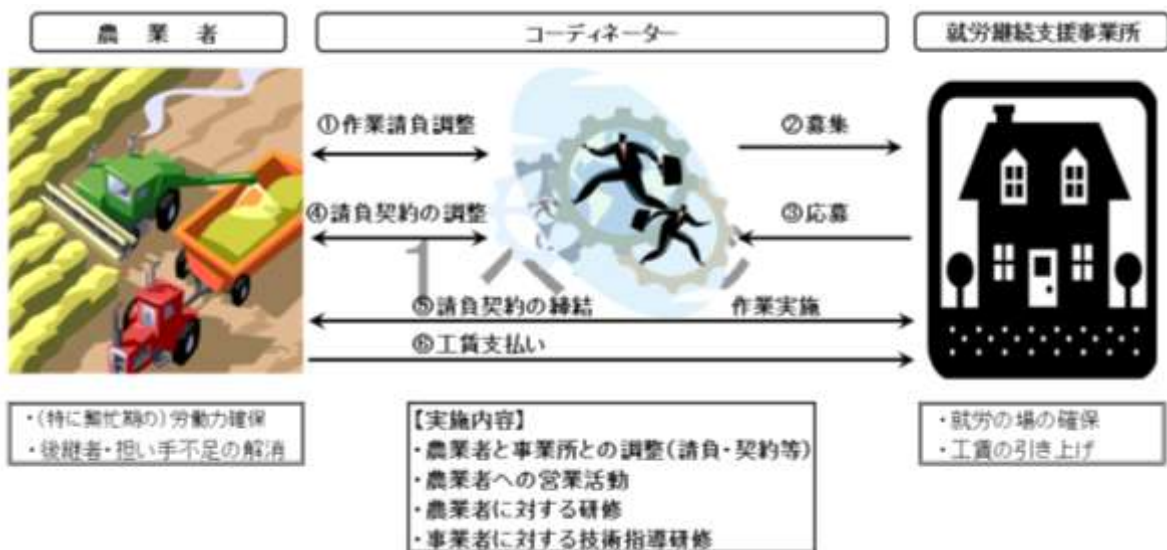 農業者
コーディネーター
就労継続支援事業所
①作業請負調整
②募集
④請負契約の調整
③応募
⑤請負契約の締結 作業実施
⑥工賃支払い
・(特に繁忙期の)労働力確保
・後継者・担い手不足の解消
【実施内容】
・農業者と事業所との調整(請負・契約等)
・農業者への営業活動
・農業者に対する研修
・事業者に対する技術指導研修
・就労の場の確保
・工賃の引き上げ